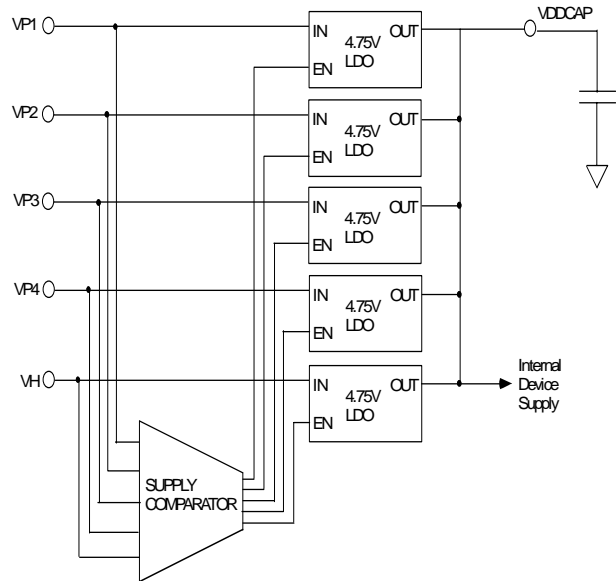 VP1
IN OUT
4.75V
LDO
EN
VDDCAP
VP2
IN OUT
4.75V
LDO
EN
VP3
IN OUT
4.75V
LDO
EN
VP4
IN OUT
4.75V
LDO
EN
VH
IN OUT
4.75V
LDO
EN
Internal
Device
Supply
SUPPLY
COMPARATOR